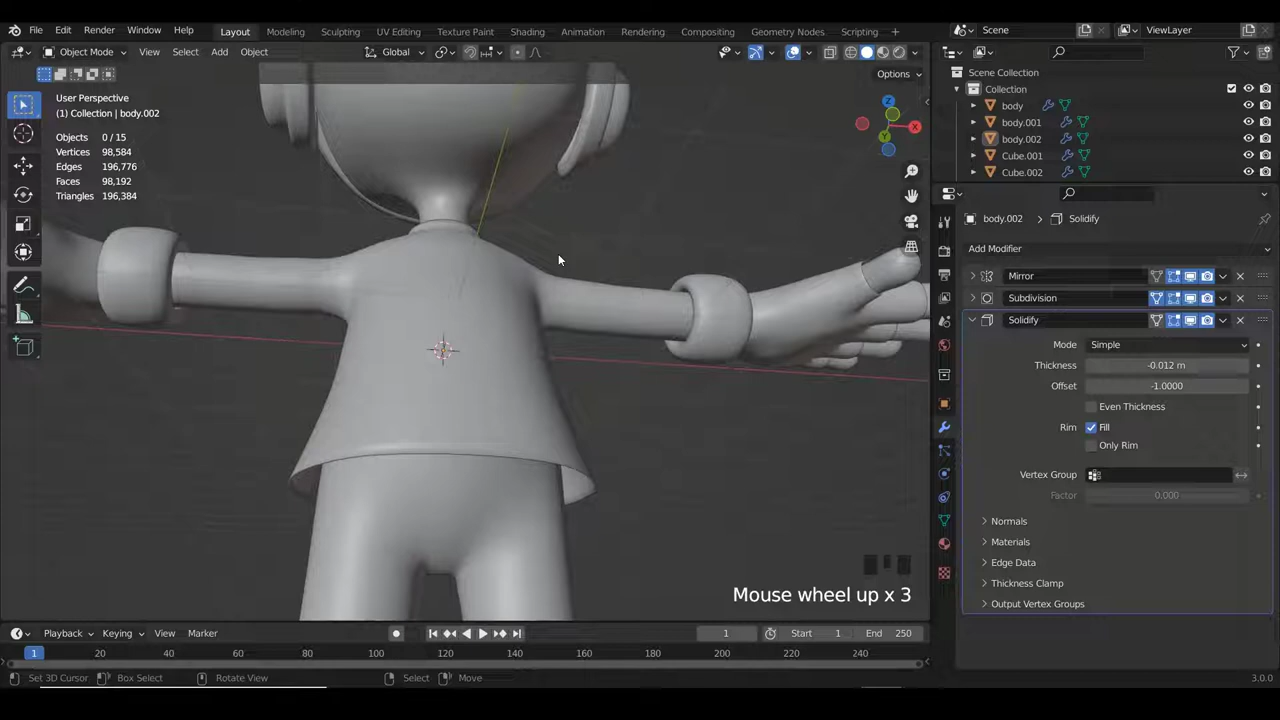 File Edit Render Window Help Layout Modeling Sculpting UV Editing Texture Paint Shading Animation Rendering Compositing Geometry Nodes Scripting + Scene ViewLayer
Object Mode View Select Add Object Global
Options
User Perspective
(1) Collection | body.002
Objects 0 / 15
Vertices 98,584
Edges 196,776
Faces 98,192
Triangles 196,384
Z
X
Y
Scene Collection
Collection
body
body.001
body.002
Cube.001
Cube.002
body.002 Solidify
Add Modifier
Mirror
Subdivision
Solidify
Mode Simple
Thickness -0.012 m
Offset -1.0000
Even Thickness
Rim Fill
Only Rim
Vertex Group
Factor 0.000
Normals
Materials
Edge Data
Thickness Clamp
Output Vertex Groups
Mouse wheel up x 3
Playback Keying View Marker 1 Start 1 End 250
1 20 40 60 80 100 120 140 160 180 200 220 240
Set 3D Cursor Box Select Rotate View Select Move 3.0.0